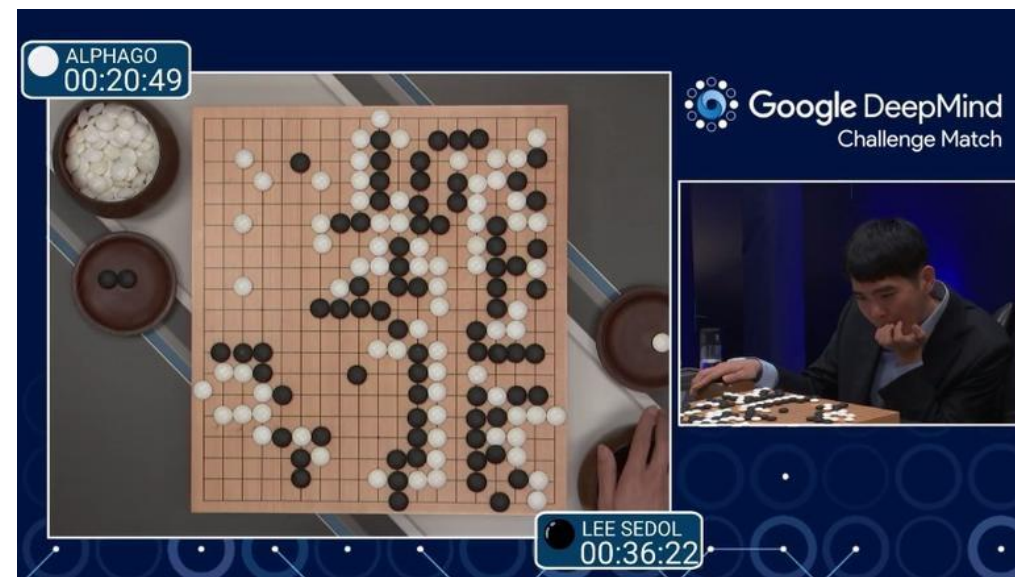 ALPHAGO
00:20:49
Google DeepMind
Challenge Match
LEE SEDOL
00:36:22